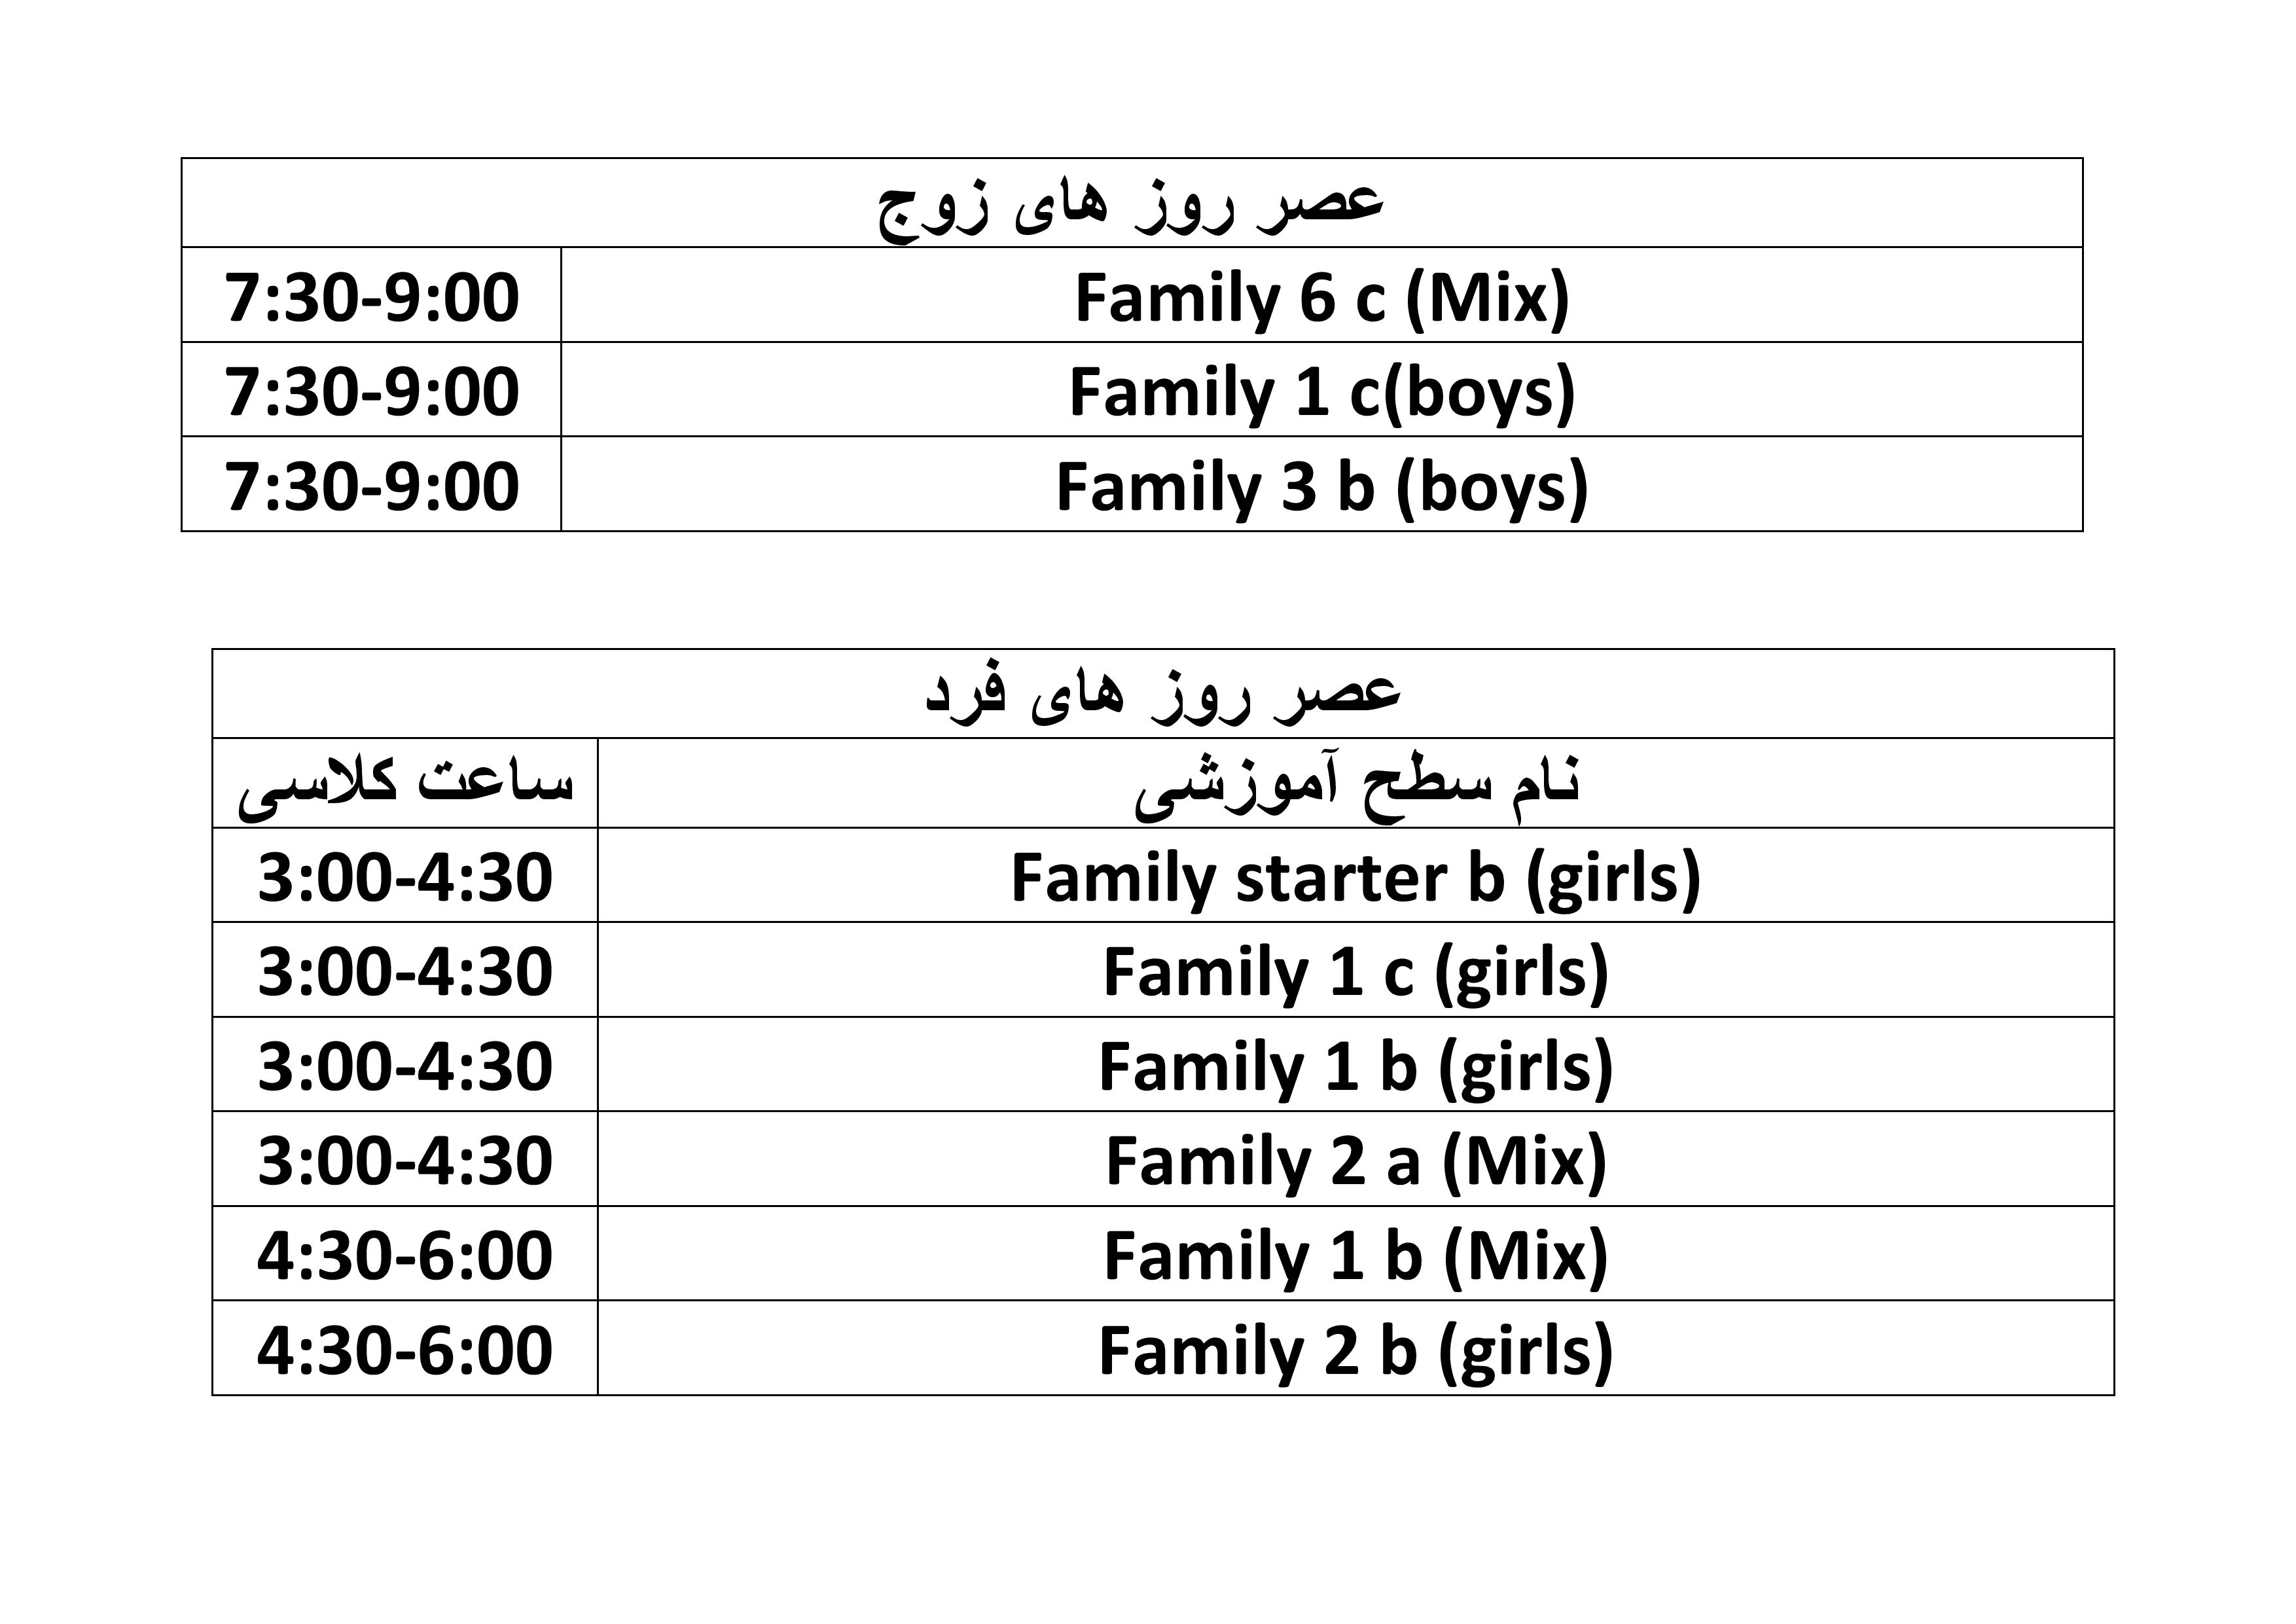 عصر روز های زوج
7:30-9:00 Family 6 c (Mix)
7:30-9:00 Family 1 c(boys)
7:30-9:00 Family 3 b (boys)
عصر روز های فرد
ساعت کلاسی نام سطح آموزشی
3:00-4:30 Family starter b (girls)
3:00-4:30 Family 1 c (girls)
3:00-4:30 Family 1 b (girls)
3:00-4:30 Family 2 a (Mix)
4:30-6:00 Family 1 b (Mix)
4:30-6:00 Family 2 b (girls)